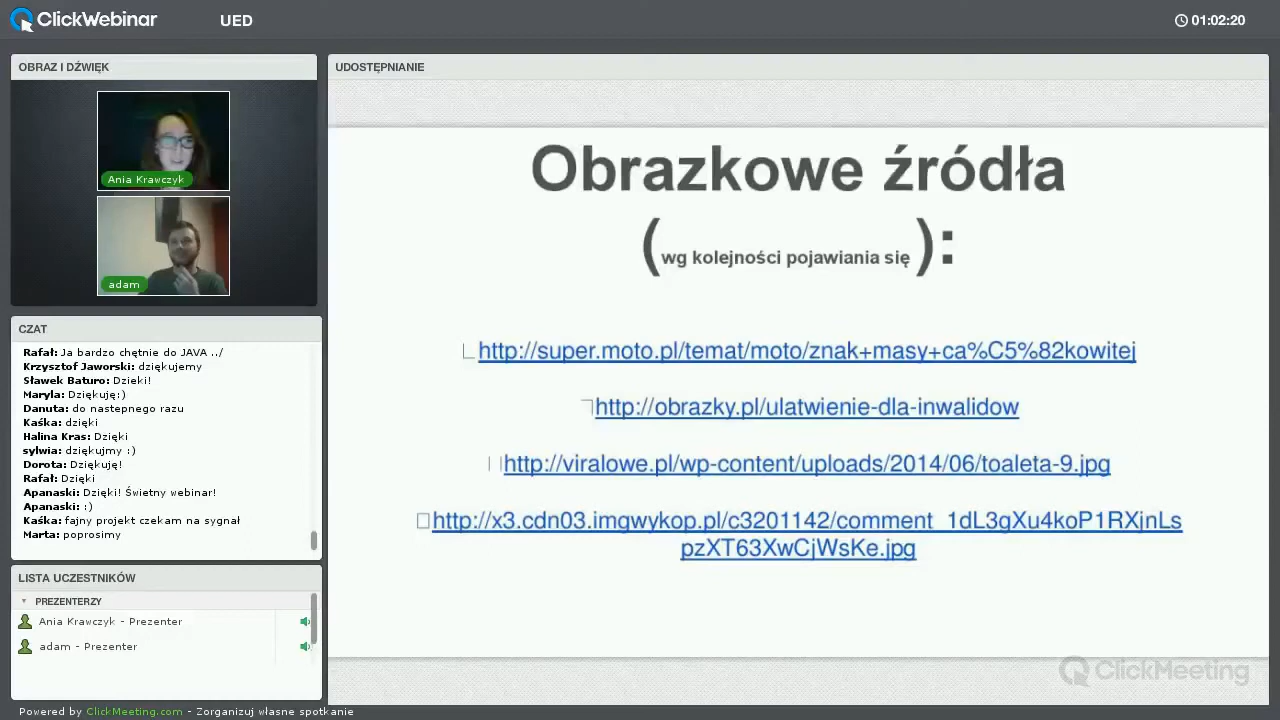 ClickWebinar
UED
01:02:20
OBRAZ I DŹWIĘK
Ania Krawczyk
adam
CZAT
Rafał: Ja bardzo chętnie do JAVA ../
Krzysztof Jaworski: dziękujemy
Sławek Baturo: Dzieki!
Maryla: Dziękuję:)
Danuta: do nastepnego razu
Kaśka: dzięki
Halina Kras: Dzięki
sylwia: dziękujmy :)
Dorota: Dziękuję!
Rafał: Dzięki
Apanaski: Dzięki! Świetny webinar!
Apanaski: :)
Kaśka: fajny projekt czekam na sygnał
Marta: poprosimy
LISTA UCZESTNIKÓW
PREZENTERZY
Ania Krawczyk - Prezenter
adam - Prezenter
UDOSTĘPNIANIE
Obrazkowe źródła
(wg kolejności pojawiania się ):
http://super.moto.pl/temat/moto/znak+masy+ca%C5%82kowitej
http://obrazky.pl/ulatwienie-dla-inwalidow
http://viralowe.pl/wp-content/uploads/2014/06/toaleta-9.jpg
http://x3.cdn03.imgwykop.pl/c3201142/comment_1dL3gXu4koP1RXjnLs
pzXT63XwCjWsKe.jpg
ClickMeeting
Powered by ClickMeeting.com - Zorganizuj własne spotkanie